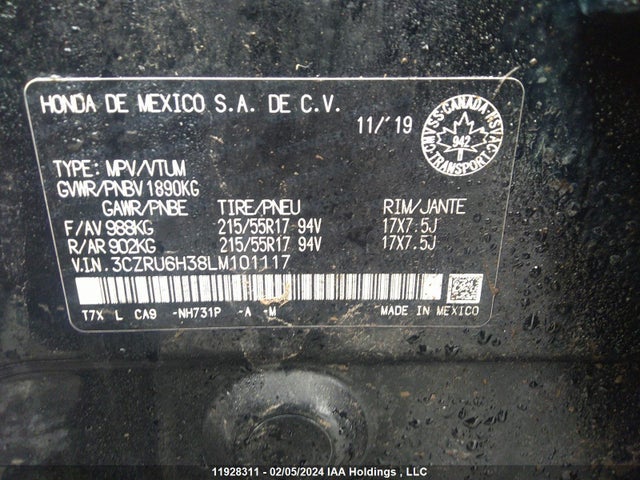 HONDA DE MEXICO S.A. DE C.V.
11/'19
CANADA
CMVSS·NSVAC
942
TRANSPORT
TYPE: MPV/VTUM
GVWR/PNBV 1890KG
GAWR/PNBE TIRE/PNEU RIM/JANTE
F/AV 988KG 215/55R17 94V 17X7.5J
R/AR 902KG 215/55R17 94V 17X7.5J
V.I.N. 3CZRU6H38LM101117
T7X L CA9 -NH731P -A -M MADE IN MEXICO
11928311 - 02/05/2024 IAA Holdings , LLC